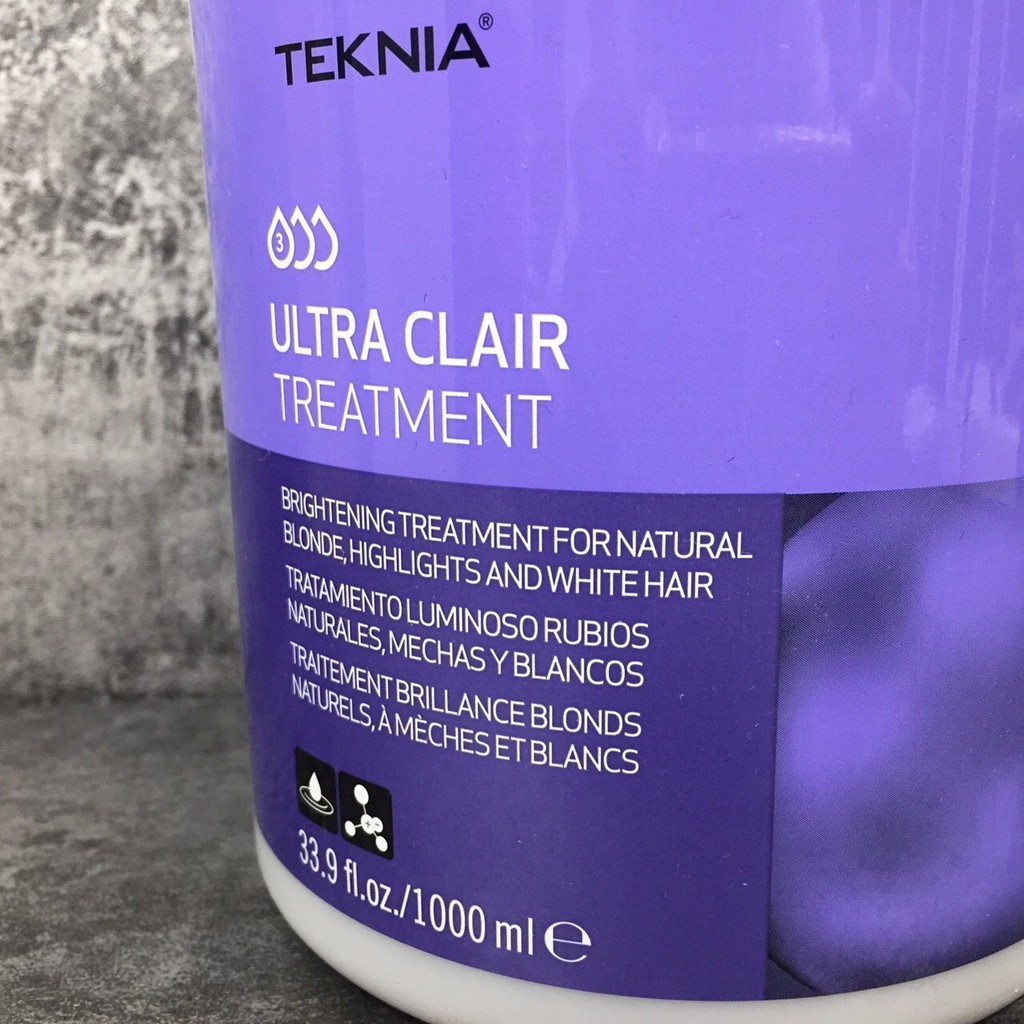 TEKNIA®
3
ULTRA CLAIR
TREATMENT
BRIGHTENING TREATMENT FOR NATURAL
BLONDE, HIGHLIGHTS AND WHITE HAIR
TRATAMIENTO LUMINOSO RUBIOS
NATURALES, MECHAS Y BLANCOS
TRAITEMENT BRILLANCE BLONDS
NATURELS, À MÈCHES ET BLANCS
33.9 fl.oz./1000 ml ℮